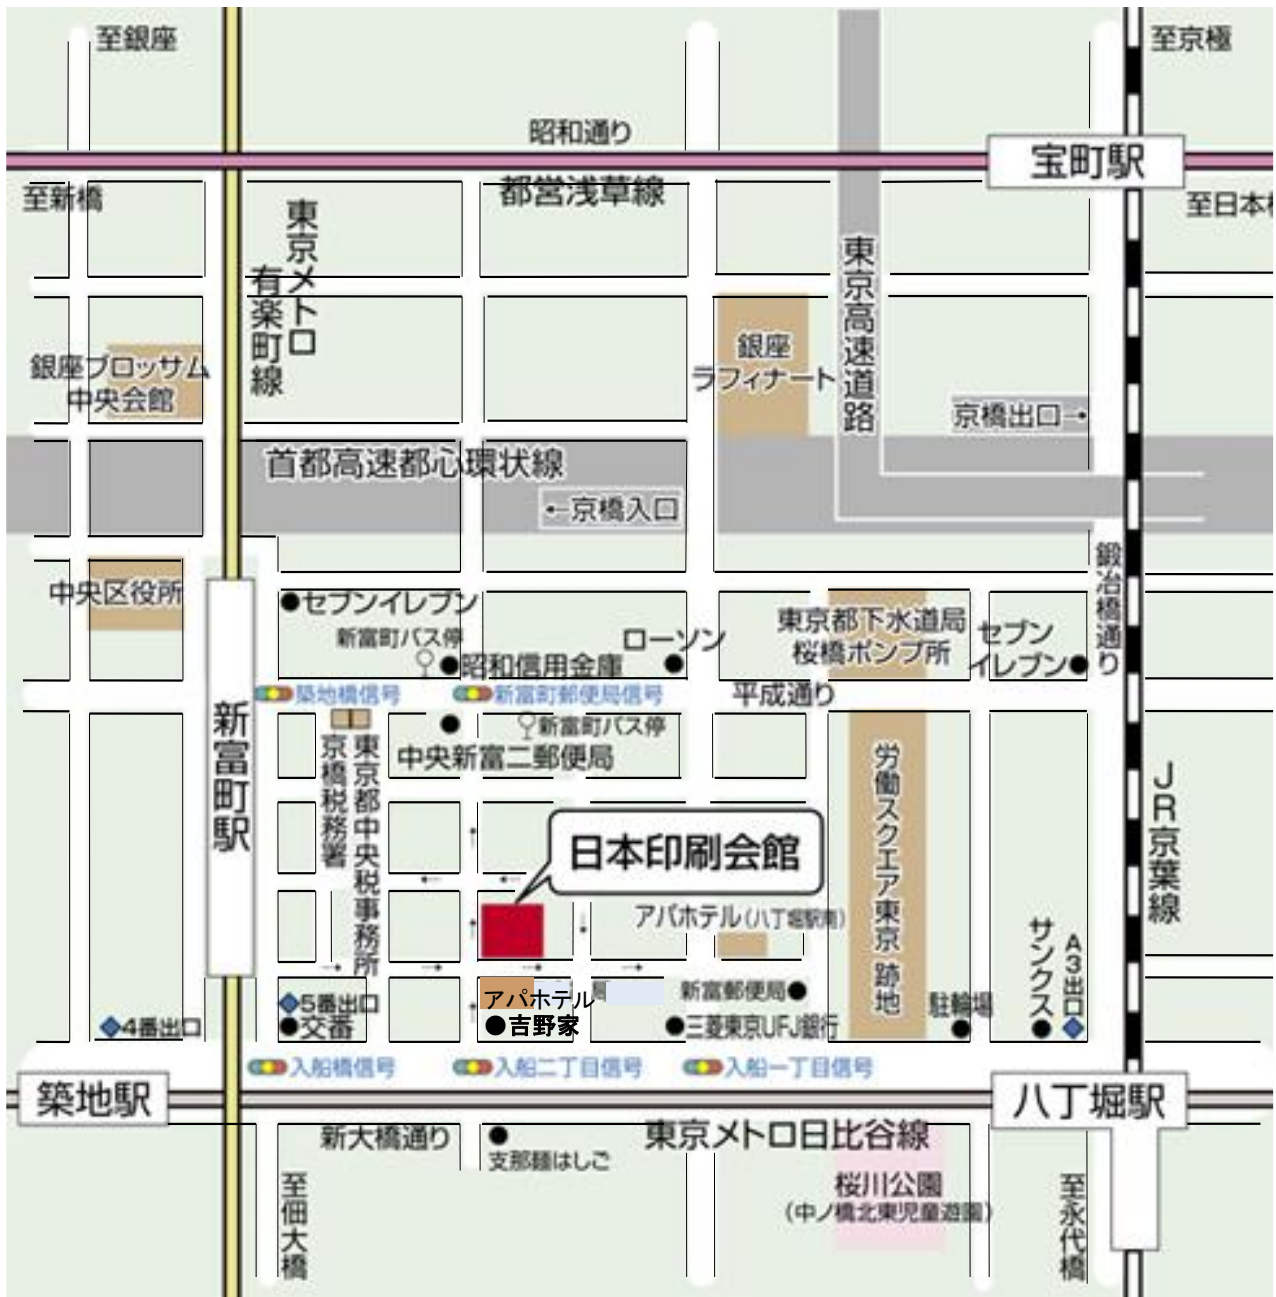 至銀座
至京極
昭和通り
宝町駅
至新橋
都営浅草線
至日本
東京メトロ
有楽町線
東京高速道路
銀座ブロッサム
中央会館
銀座
ラフィナート
京橋出口→
首都高速都心環状線
←京橋入口
中央区役所
鍛冶橋通り
セブンイレブン
新富町バス停
昭和信用金庫
ローソン
東京都下水道局
桜橋ポンプ所
セブン
イレブン
築地橋信号
新富町郵便局信号
平成通り
新富町駅
新富町バス停
中央新富二郵便局
東京都中央税事務所
京橋税務署
労働スクエア東京 跡地
JR京葉線
日本印刷会館
アパホテル(八丁堀駅南)
サンクス
A3出口
5番出口
4番出口
交番
アパホテル
局
吉野家
新富郵便局
三菱東京UFJ銀行
駐輪場
入船橋信号
入船二丁目信号
入船一丁目信号
築地駅
八丁堀駅
新大橋通り
支那麺はしご
東京メトロ日比谷線
桜川公園
(中ノ橋北東児童遊園)
至佃大橋
至永代橋